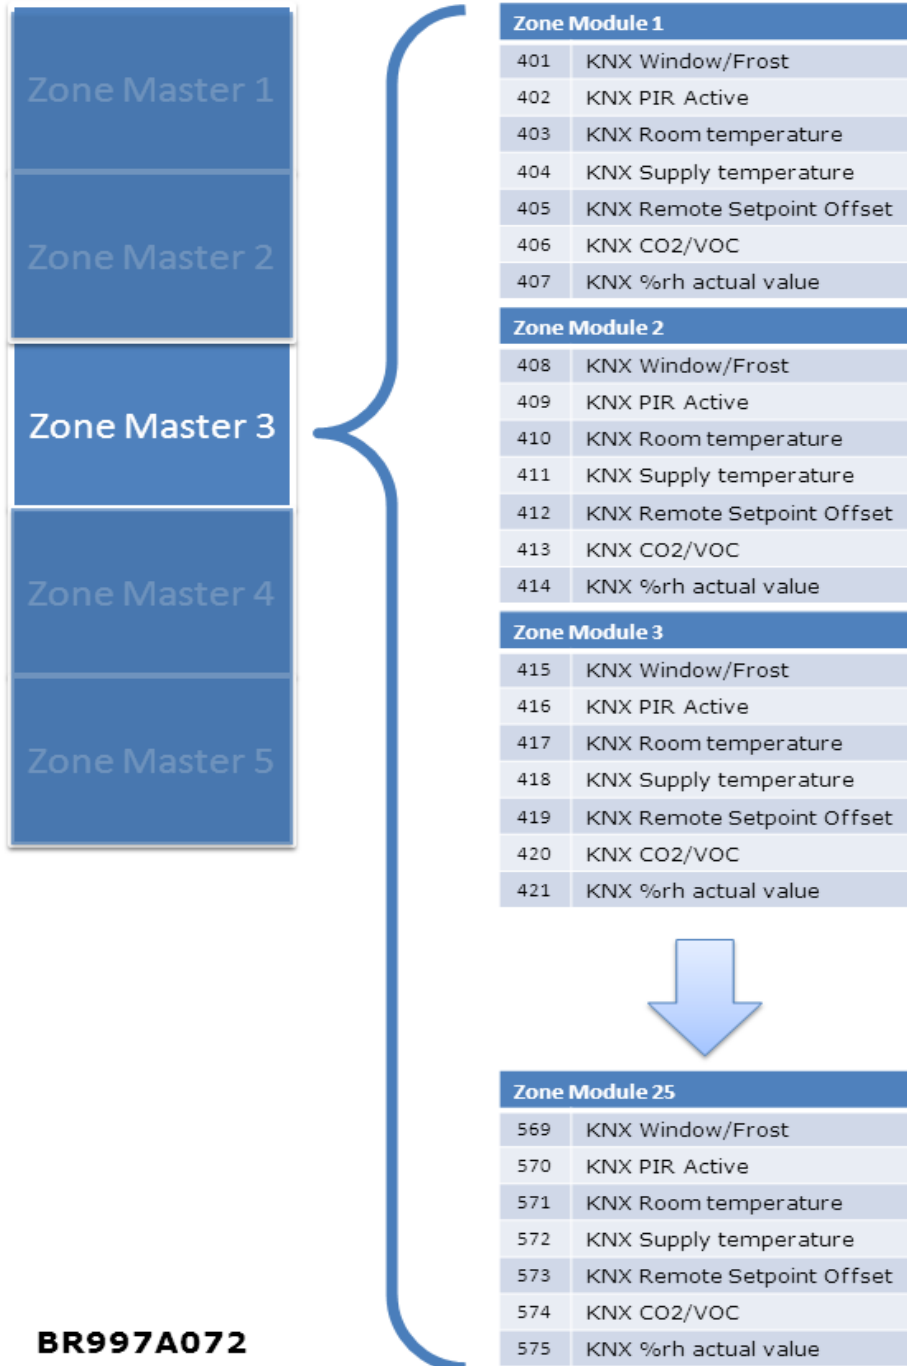 Zone Master 1
Zone Master 2
Zone Master 3
Zone Master 4
Zone Master 5
BR997A072
Zone Module 1
401 KNX Window/Frost
402 KNX PIR Active
403 KNX Room temperature
404 KNX Supply temperature
405 KNX Remote Setpoint Offset
406 KNX CO2/VOC
407 KNX %rh actual value
Zone Module 2
408 KNX Window/Frost
409 KNX PIR Active
410 KNX Room temperature
411 KNX Supply temperature
412 KNX Remote Setpoint Offset
413 KNX CO2/VOC
414 KNX %rh actual value
Zone Module 3
415 KNX Window/Frost
416 KNX PIR Active
417 KNX Room temperature
418 KNX Supply temperature
419 KNX Remote Setpoint Offset
420 KNX CO2/VOC
421 KNX %rh actual value
Zone Module 25
569 KNX Window/Frost
570 KNX PIR Active
571 KNX Room temperature
572 KNX Supply temperature
573 KNX Remote Setpoint Offset
574 KNX CO2/VOC
575 KNX %rh actual value